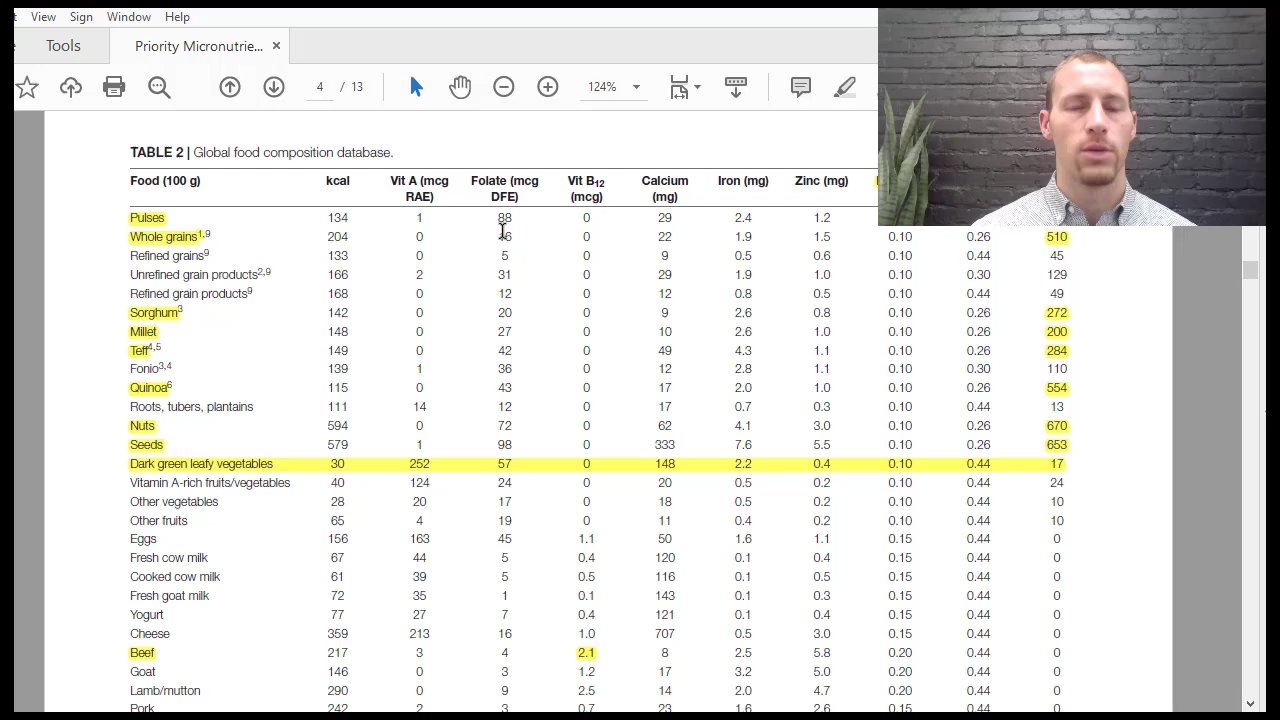 View Sign Window Help
Tools Priority Micronutrie... ×
4 / 13 124%
TABLE 2 | Global food composition database.
Food (100 g) kcal Vit A (mcg RAE) Folate (mcg DFE) Vit B12 (mcg) Calcium (mg) Iron (mg) Zinc (mg)
Pulses 134 1 88 0 29 2.4 1.2
Whole grains1,9 204 0 0 22 1.9 1.5 0.10 0.26 510
Refined grains9 133 0 5 0 9 0.5 0.6 0.10 0.44 45
Unrefined grain products2,9 166 2 31 0 29 1.9 1.0 0.10 0.30 129
Refined grain products9 168 0 12 0 12 0.8 0.5 0.10 0.44 49
Sorghum3 142 0 20 0 9 2.6 0.8 0.10 0.26 272
Millet 148 0 27 0 10 2.6 1.0 0.10 0.26 200
Teff4,5 149 0 42 0 49 4.3 1.1 0.10 0.26 284
Fonio3,4 139 1 36 0 12 2.8 1.1 0.10 0.30 110
Quinoa6 115 0 43 0 17 2.0 1.0 0.10 0.26 554
Roots, tubers, plantains 111 14 12 0 17 0.7 0.3 0.10 0.44 13
Nuts 594 0 72 0 62 4.1 3.0 0.10 0.26 670
Seeds 579 1 98 0 333 7.6 5.5 0.10 0.26 653
Dark green leafy vegetables 30 252 57 0 148 2.2 0.4 0.10 0.44 17
Vitamin A-rich fruits/vegetables 40 124 24 0 20 0.5 0.2 0.10 0.44 24
Other vegetables 28 20 17 0 18 0.5 0.2 0.10 0.44 10
Other fruits 65 4 19 0 11 0.4 0.2 0.10 0.44 10
Eggs 156 163 45 1.1 50 1.6 1.1 0.15 0.44 0
Fresh cow milk 67 44 5 0.4 120 0.1 0.4 0.15 0.44 0
Cooked cow milk 61 39 5 0.5 116 0.1 0.5 0.15 0.44 0
Fresh goat milk 72 35 1 0.1 143 0.1 0.3 0.15 0.44 0
Yogurt 77 27 7 0.4 121 0.1 0.4 0.15 0.44 0
Cheese 359 213 16 1.0 707 0.5 3.0 0.15 0.44 0
Beef 217 3 4 2.1 8 2.5 5.8 0.20 0.44 0
Goat 146 0 3 1.2 17 3.2 5.0 0.20 0.44 0
Lamb/mutton 290 0 9 2.5 14 2.0 4.7 0.20 0.44 0
Pork 242 2 3 0.7 23 1.6 2.6 0.15 0.44 0